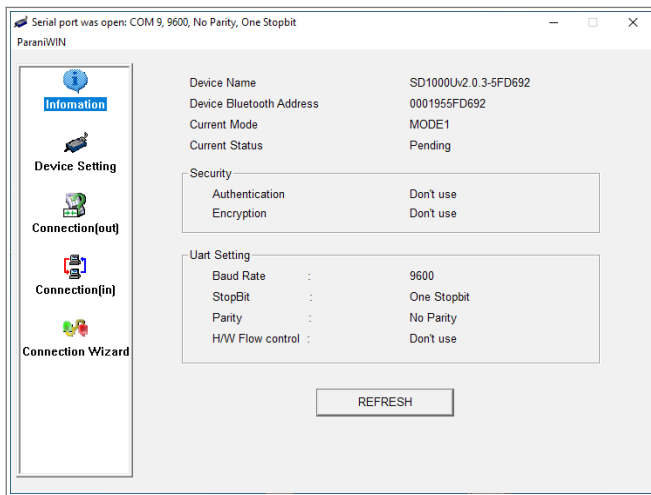 Serial port was open: COM 9, 9600, No Parity, One Stopbit
ParaniWIN
Infomation
Device Setting
Connection(out)
Connection(in)
Connection Wizard
Device Name SD1000Uv2.0.3-5FD692
Device Bluetooth Address 0001955FD692
Current Mode MODE1
Current Status Pending
Security
Authentication Don't use
Encryption Don't use
Uart Setting
Baud Rate : 9600
StopBit : One Stopbit
Parity : No Parity
H/W Flow control : Don't use
REFRESH